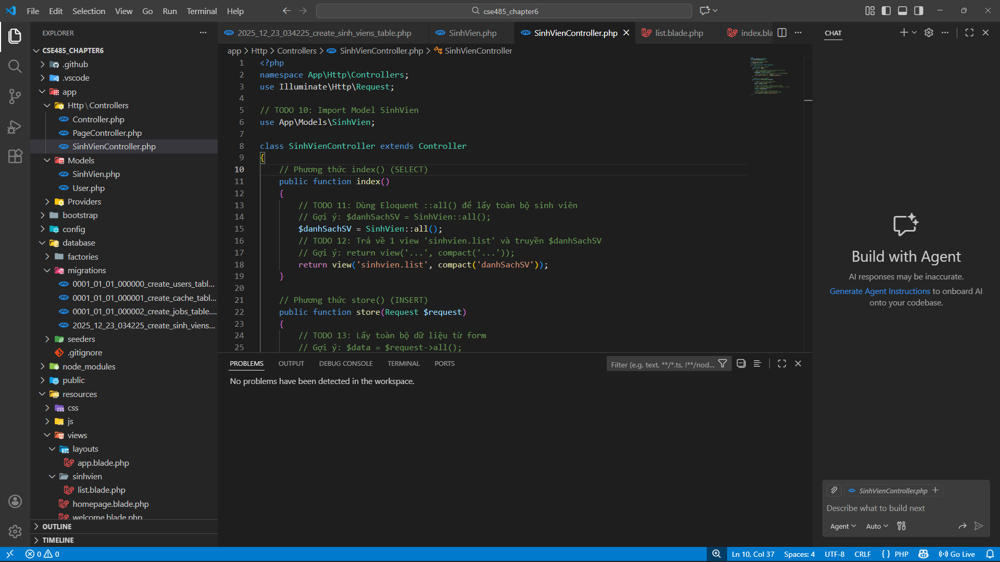 File Edit Selection View Go Run Terminal Help
cse485_chapter6
EXPLORER
CSE485_CHAPTER6
.github
.vscode
app
Http\Controllers
Controller.php
PageController.php
SinhVienController.php
Models
SinhVien.php
User.php
Providers
bootstrap
config
database
factories
migrations
0001_01_01_000000_create_users_tabl...
0001_01_01_000001_create_cache_tabl...
0001_01_01_000002_create_jobs_table....
2025_12_23_034225_create_sinh_viens...
seeders
.gitignore
node_modules
public
resources
css
js
views
layouts
app.blade.php
sinhvien
list.blade.php
homepage.blade.php
welcome.blade.php
OUTLINE
TIMELINE
2025_12_23_034225_create_sinh_viens_table.php SinhVien.php SinhVienController.php list.blade.php index.bla
app > Http > Controllers > SinhVienController.php > SinhVienController
1 <?php
2 namespace App\Http\Controllers;
3 use Illuminate\Http\Request;
4
5 // TODO 10: Import Model SinhVien
6 use App\Models\SinhVien;
7
8 class SinhVienController extends Controller
9 {
10 // Phương thức index() (SELECT)
11 public function index()
12 {
13 // TODO 11: Dùng Eloquent ::all() để lấy toàn bộ sinh viên
14 // Gợi ý: $danhSachSV = SinhVien::all();
15 $danhSachSV = SinhVien::all();
16 // TODO 12: Trả về 1 view 'sinhvien.list' và truyền $danhSachSV
17 // Gợi ý: return view('...', compact('...'));
18 return view('sinhvien.list', compact('danhSachSV'));
19 }
20
21 // Phương thức store() (INSERT)
22 public function store(Request $request)
23 {
24 // TODO 13: Lấy toàn bộ dữ liệu từ form
25 // Gợi ý: $data = $request->all();
PROBLEMS OUTPUT DEBUG CONSOLE TERMINAL PORTS
Filter (e.g. text, **/*.ts, !**/nod...
No problems have been detected in the workspace.
CHAT
Build with Agent
AI responses may be inaccurate.
Generate Agent Instructions to onboard AI
onto your codebase.
SinhVienController.php
Describe what to build next
Agent Auto
0 0
Ln 10, Col 37 Spaces: 4 UTF-8 CRLF { } PHP Go Live